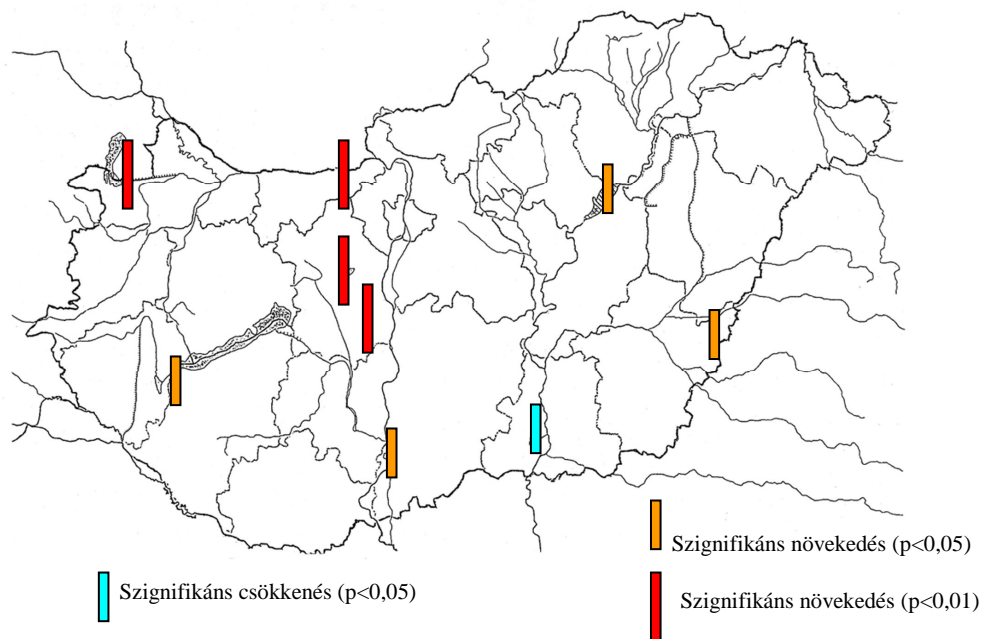 Szignifikáns növekedés (p<0,05)
Szignifikáns csökkenés (p<0,05)
Szignifikáns növekedés (p<0,01)